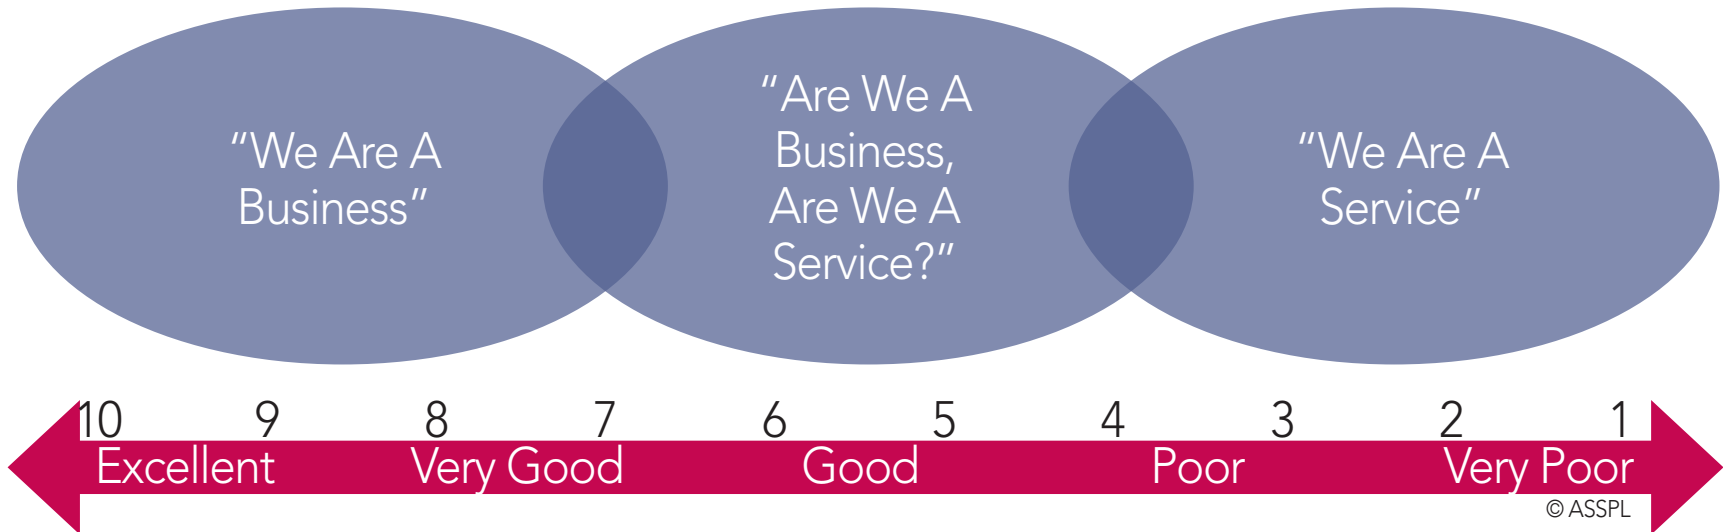 “We Are A
Business”
“Are We A
Business,
Are We A
Service?”
“We Are A
Service”
10 9 8 7 6 5 4 3 2 1
Excellent Very Good Good Poor Very Poor
© ASSPL